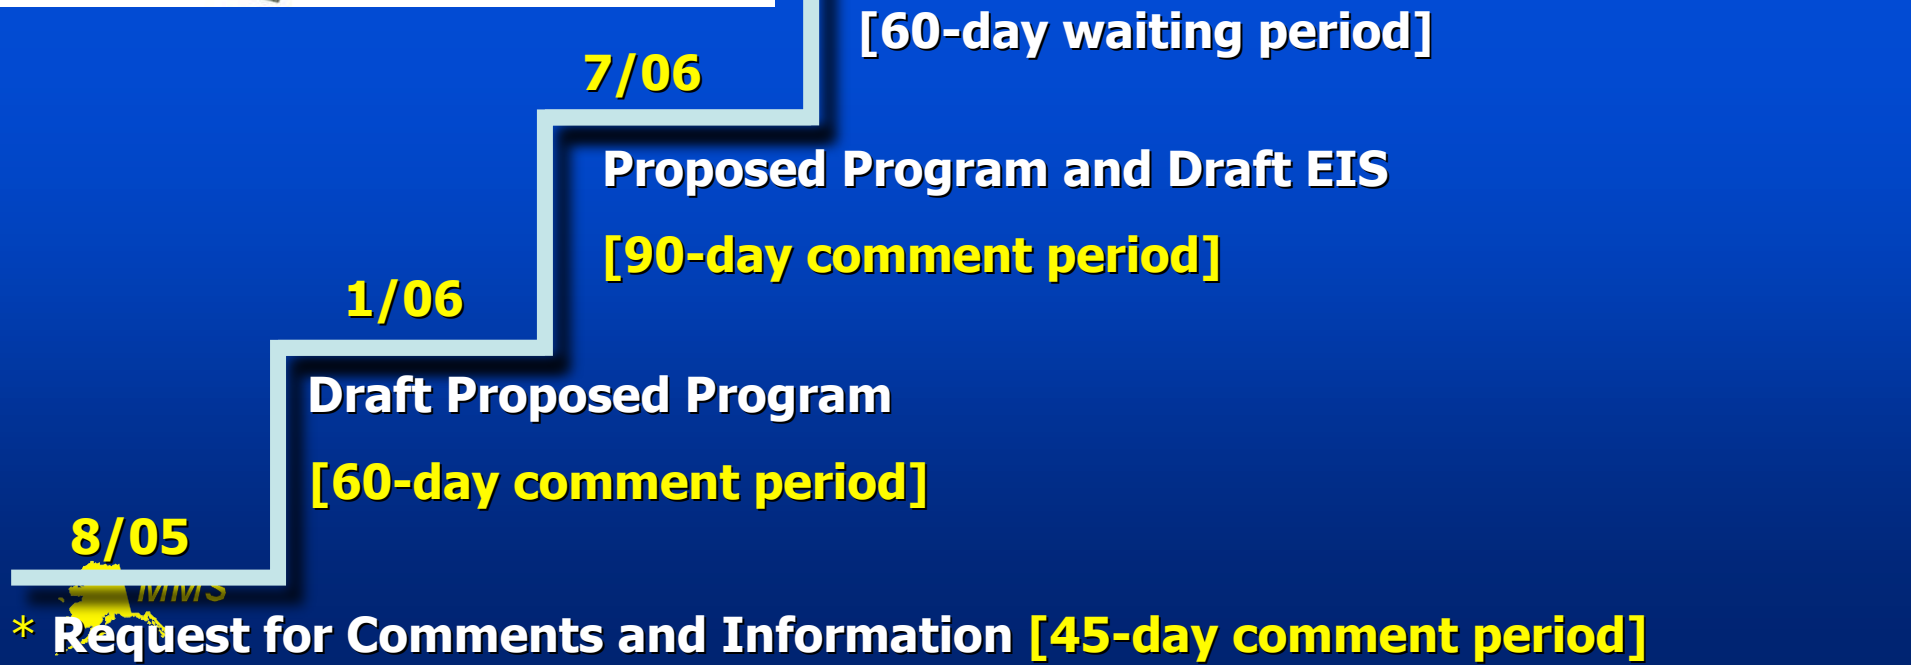 [60-day waiting period]
7/06
Proposed Program and Draft EIS
[90-day comment period]
1/06
Draft Proposed Program
[60-day comment period]
8/05
MMS
* Request for Comments and Information [45-day comment period]